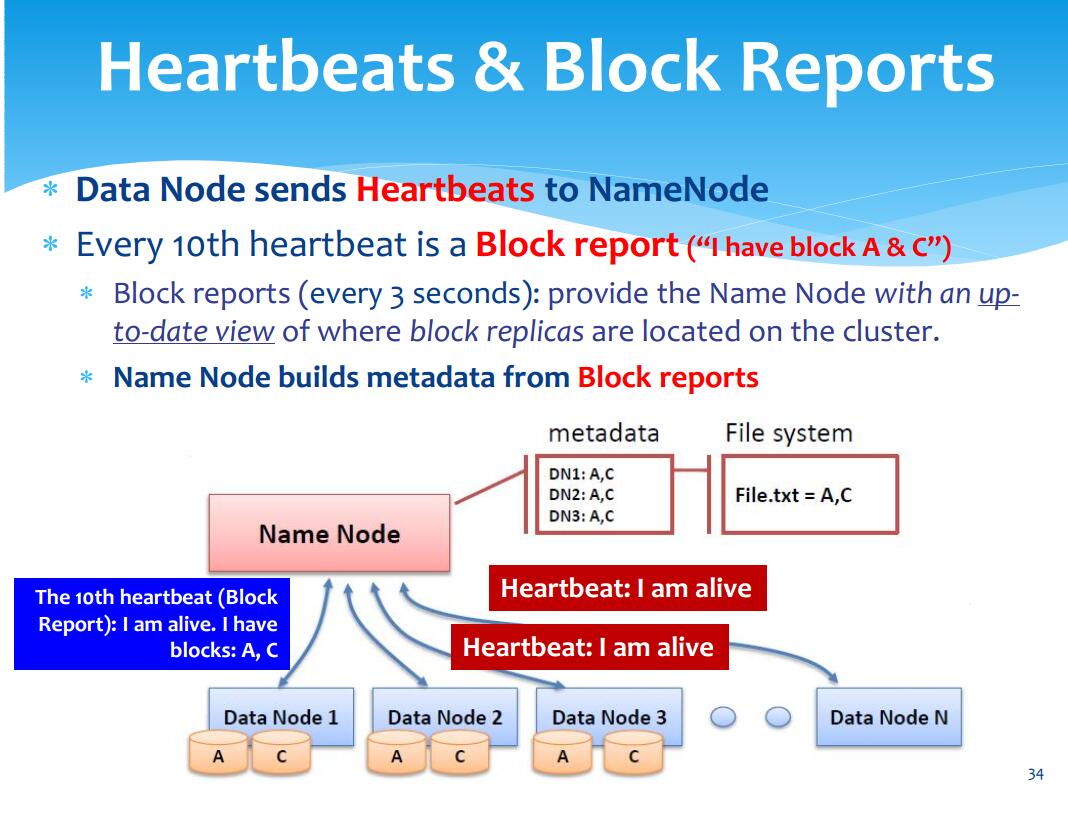 Heartbeats & Block Reports
* Data Node sends Heartbeats to NameNode
* Every 10th heartbeat is a Block report (“I have block A & C”)
* Block reports (every 3 seconds): provide the Name Node with an up-
to-date view of where block replicas are located on the cluster.
* Name Node builds metadata from Block reports
metadata
File system
DN1: A,C
DN2: A,C
DN3: A,C
File.txt = A,C
Name Node
Heartbeat: I am alive
The 10th heartbeat (Block
Report): I am alive. I have
blocks: A, C
Heartbeat: I am alive
Data Node 1
Data Node 2
Data Node 3
Data Node N
A
C
A
C
A
C
34